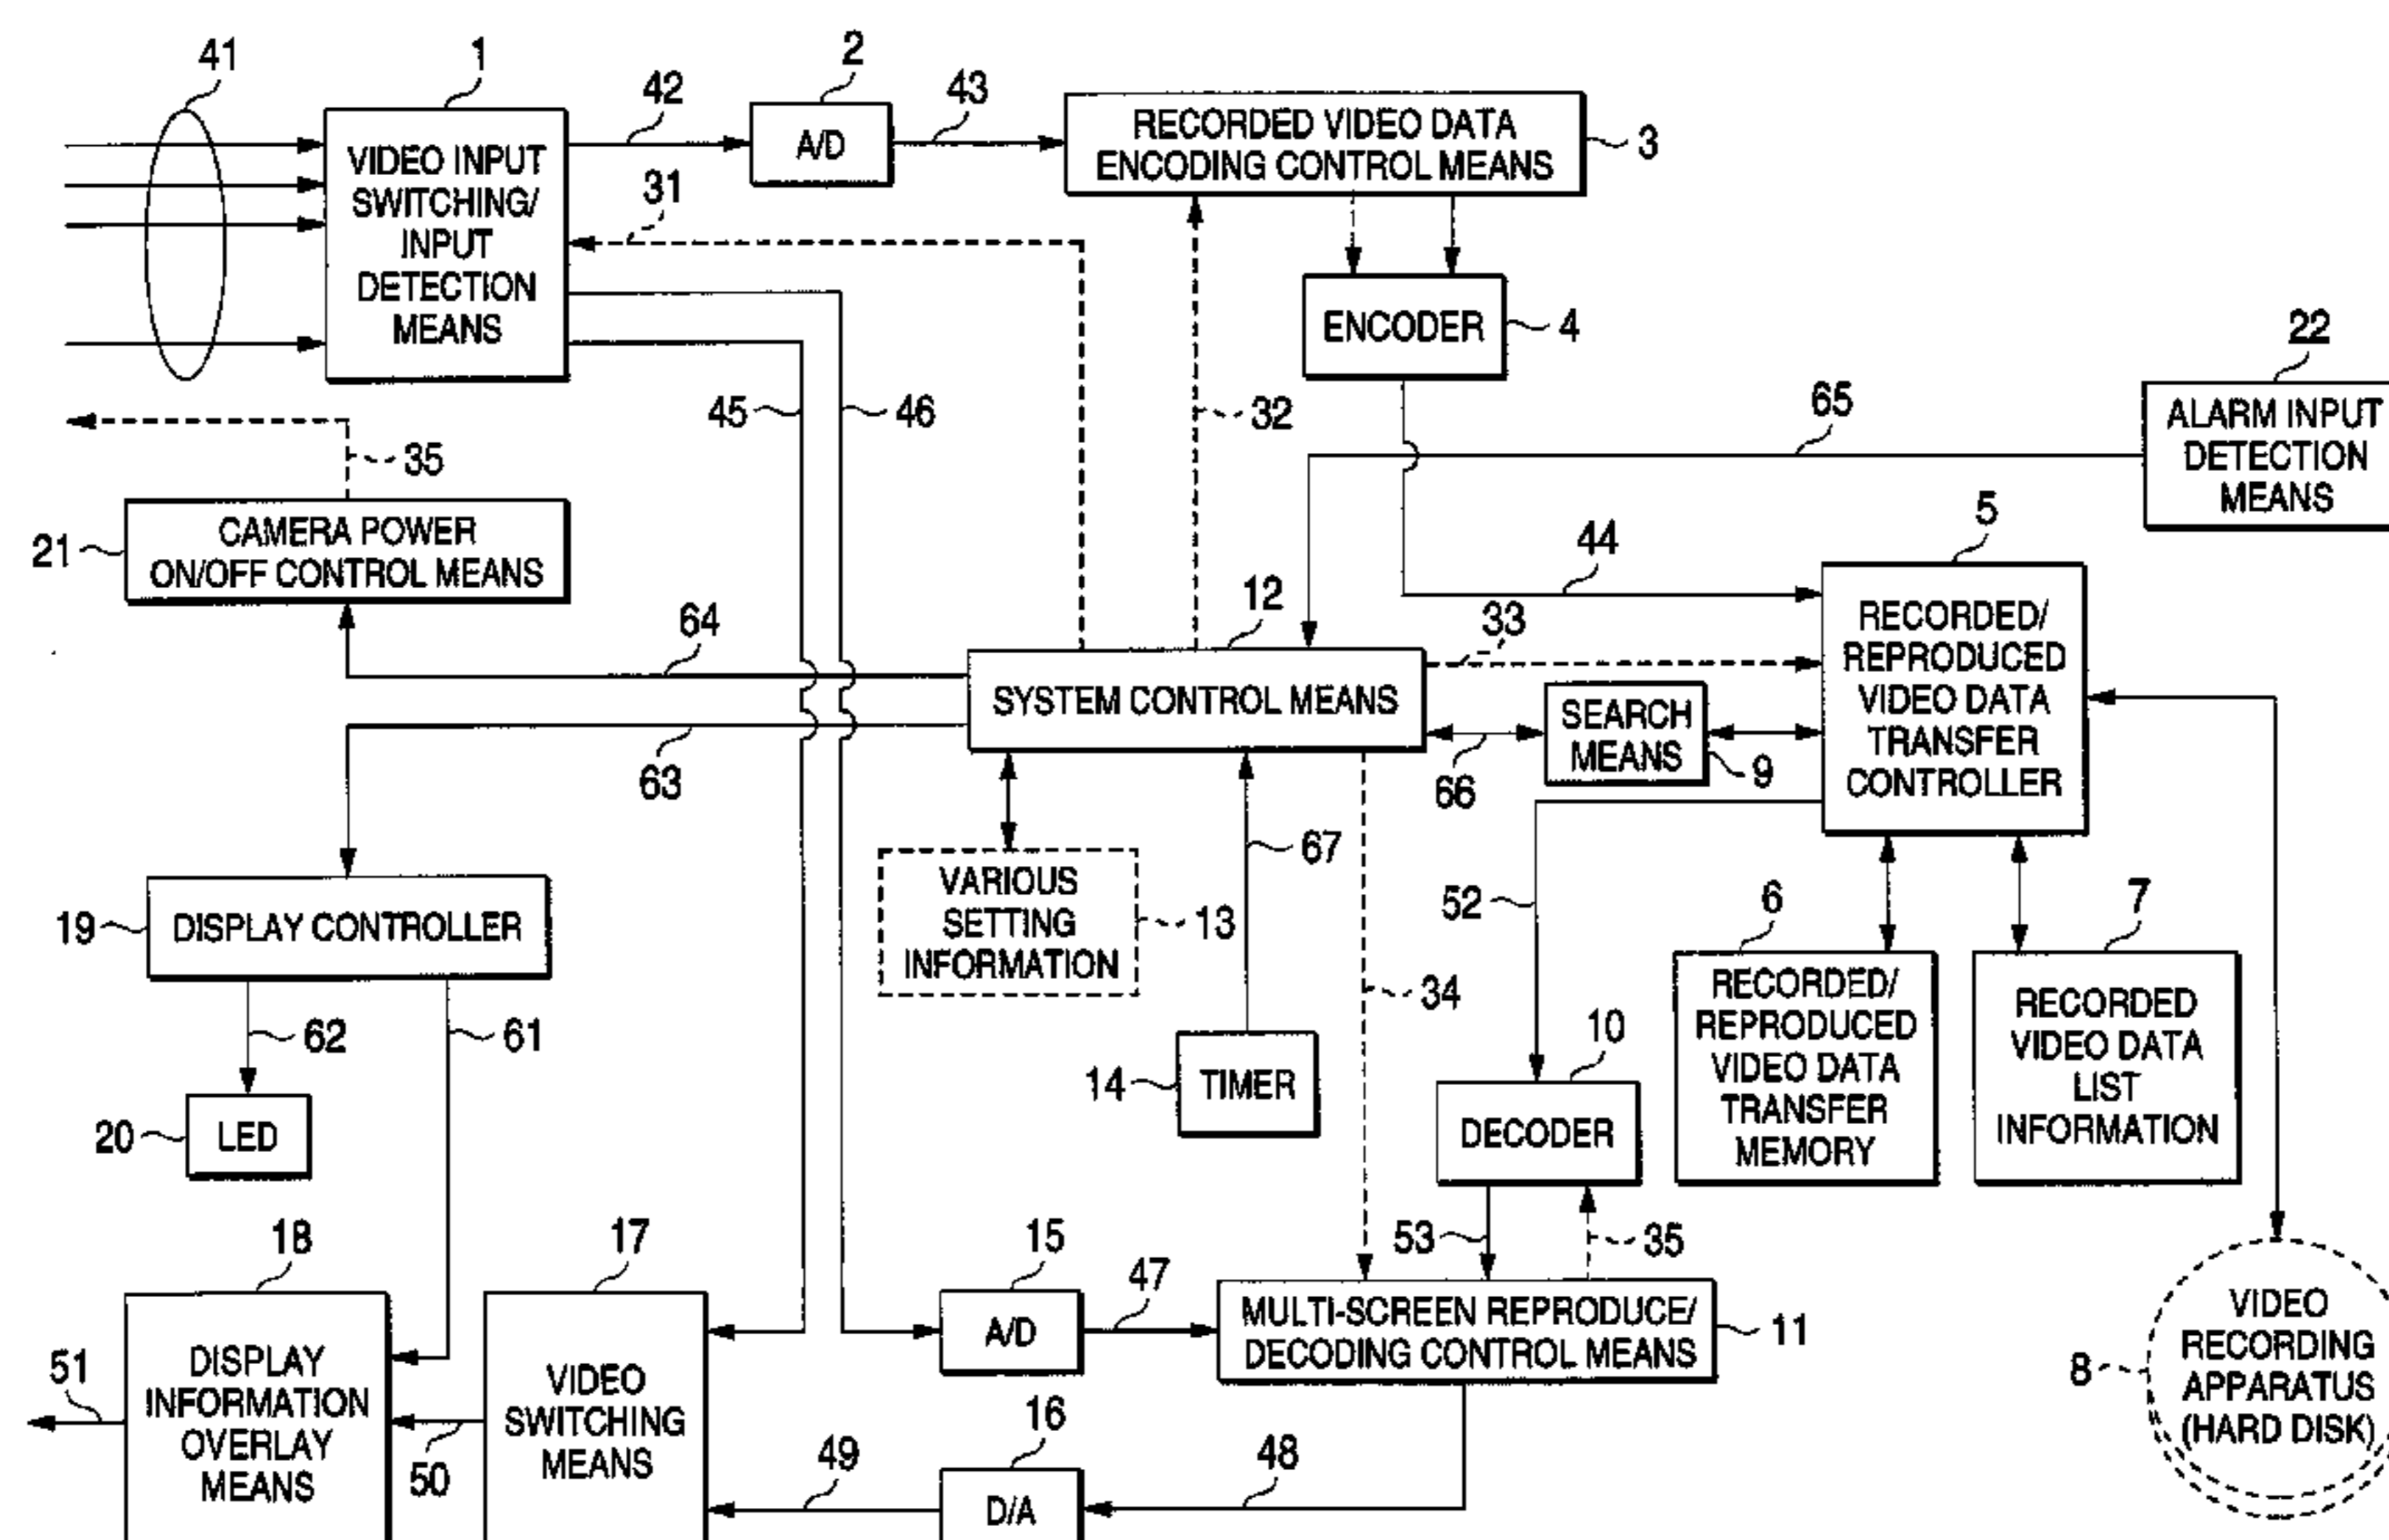 41
1
2
42
43
VIDEO INPUT
SWITCHING/
INPUT
DETECTION
MEANS
A/D
RECORDED VIDEO DATA
ENCODING CONTROL MEANS
3
31
ENCODER
4
22
45
46
32
65
ALARM INPUT
DETECTION
MEANS
35
21
CAMERA POWER
ON/OFF CONTROL MEANS
44
5
64
12
33
RECORDED/
REPRODUCED
VIDEO DATA
TRANSFER
CONTROLLER
SYSTEM CONTROL MEANS
SEARCH
MEANS
9
63
66
67
19
DISPLAY CONTROLLER
VARIOUS
SETTING
INFORMATION
13
52
6
7
34
62
61
14
TIMER
10
DECODER
RECORDED/
REPRODUCED
VIDEO DATA
TRANSFER
MEMORY
RECORDED
VIDEO DATA
LIST
INFORMATION
20
LED
18
17
15
47
53
35
51
DISPLAY
INFORMATION
OVERLAY
MEANS
50
VIDEO
SWITCHING
MEANS
A/D
MULTI-SCREEN REPRODUCE/
DECODING CONTROL MEANS
11
8
VIDEO
RECORDING
APPARATUS
(HARD DISK)
49
16
D/A
48